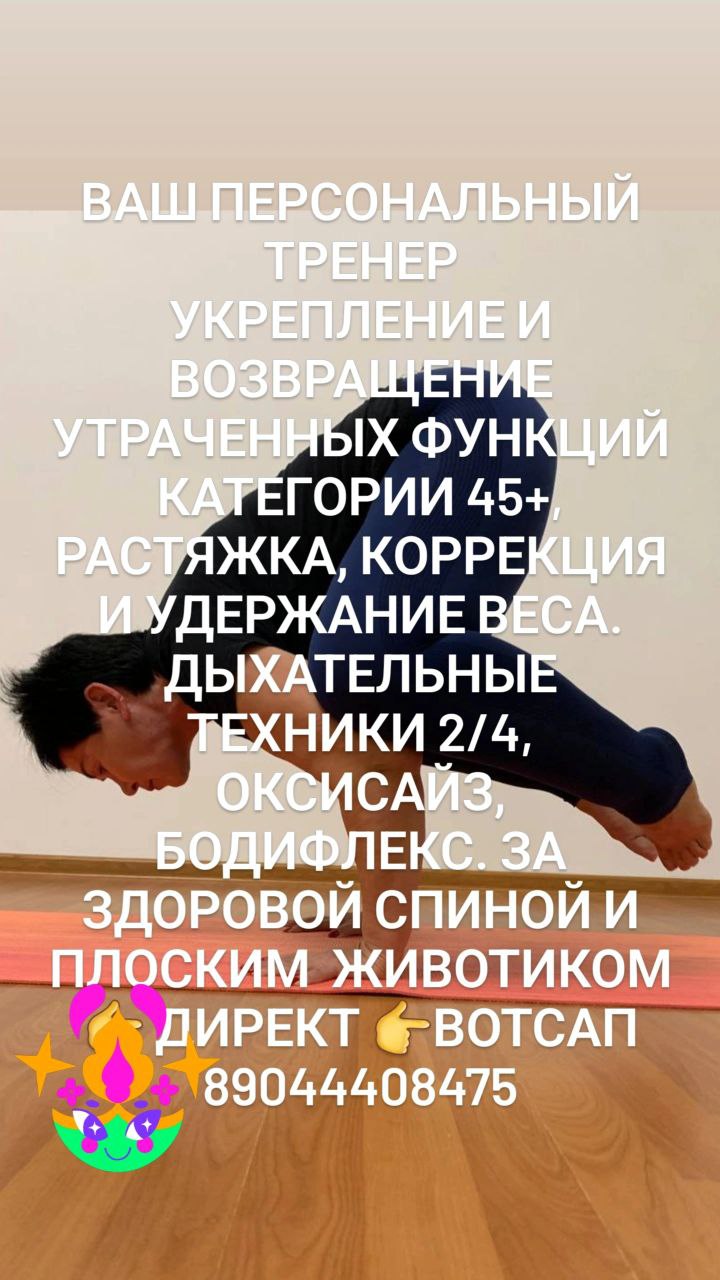 ВАШ ПЕРСОНАЛЬНЫЙ
ТРЕНЕР
УКРЕПЛЕНИЕ И
ВОЗВРАЩЕНИЕ
УТРАЧЕННЫХ ФУНКЦИЙ
КАТЕГОРИИ 45+,
РАСТЯЖКА, КОРРЕКЦИЯ
И УДЕРЖАНИЕ ВЕСА.
ДЫХАТЕЛЬНЫЕ
ТЕХНИКИ 2/4,
ОКСИСАЙЗ,
БОДИФЛЕКС. ЗА
ЗДОРОВОЙ СПИНОЙ И
ПЛОСКИМ ЖИВОТИКОМ
👉ДИРЕКТ 👉ВОТСАП
89044408475